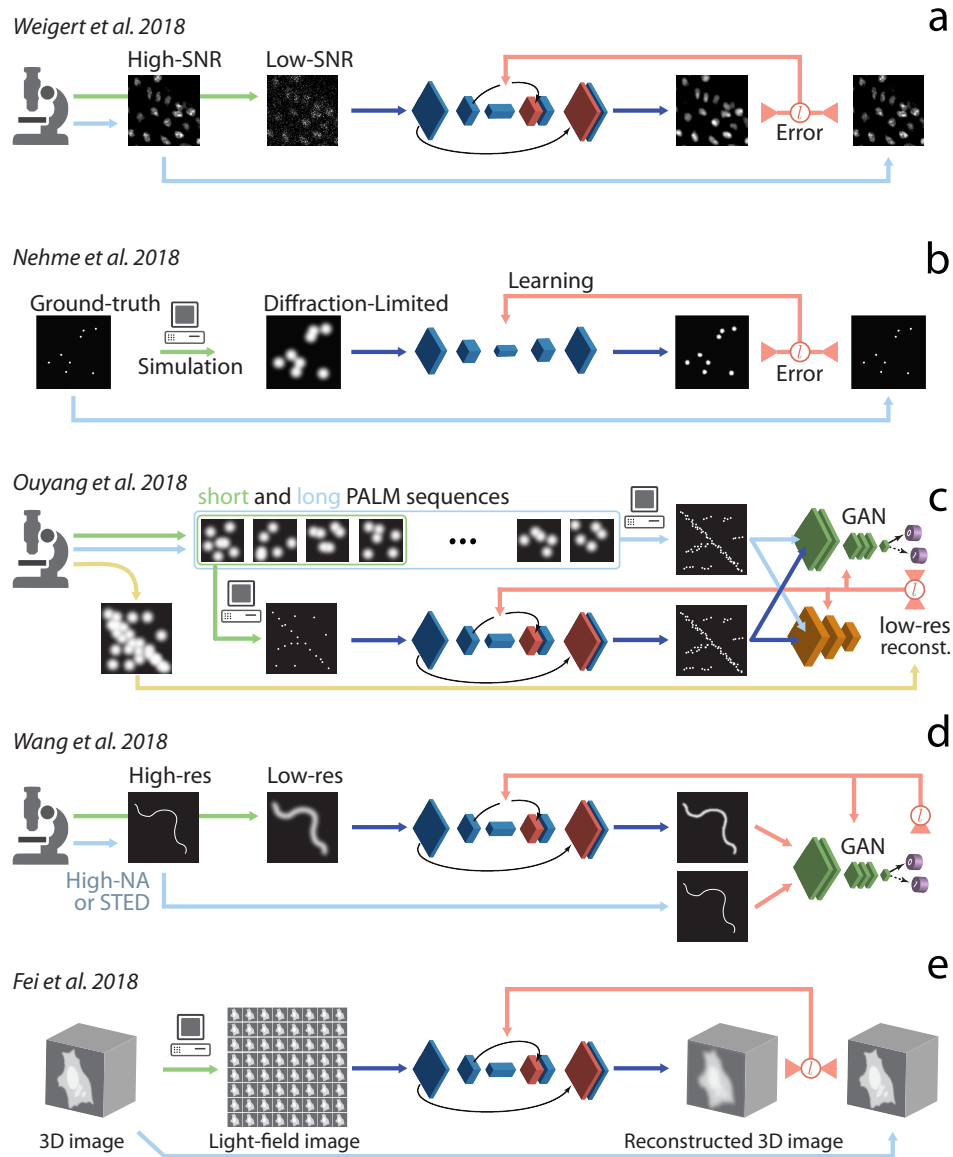 Weigert et al. 2018
a
High-SNR
Low-SNR
l
Error
Nehme et al. 2018
b
Ground-truth
Simulation
Diffraction-Limited
Learning
l
Error
Ouyang et al. 2018
c
short and long PALM sequences
•••
GAN
l
low-res
reconst.
Wang et al. 2018
d
High-res
Low-res
High-NA
or STED
l
GAN
Fei et al. 2018
e
l
3D image
Light-field image
Reconstructed 3D image